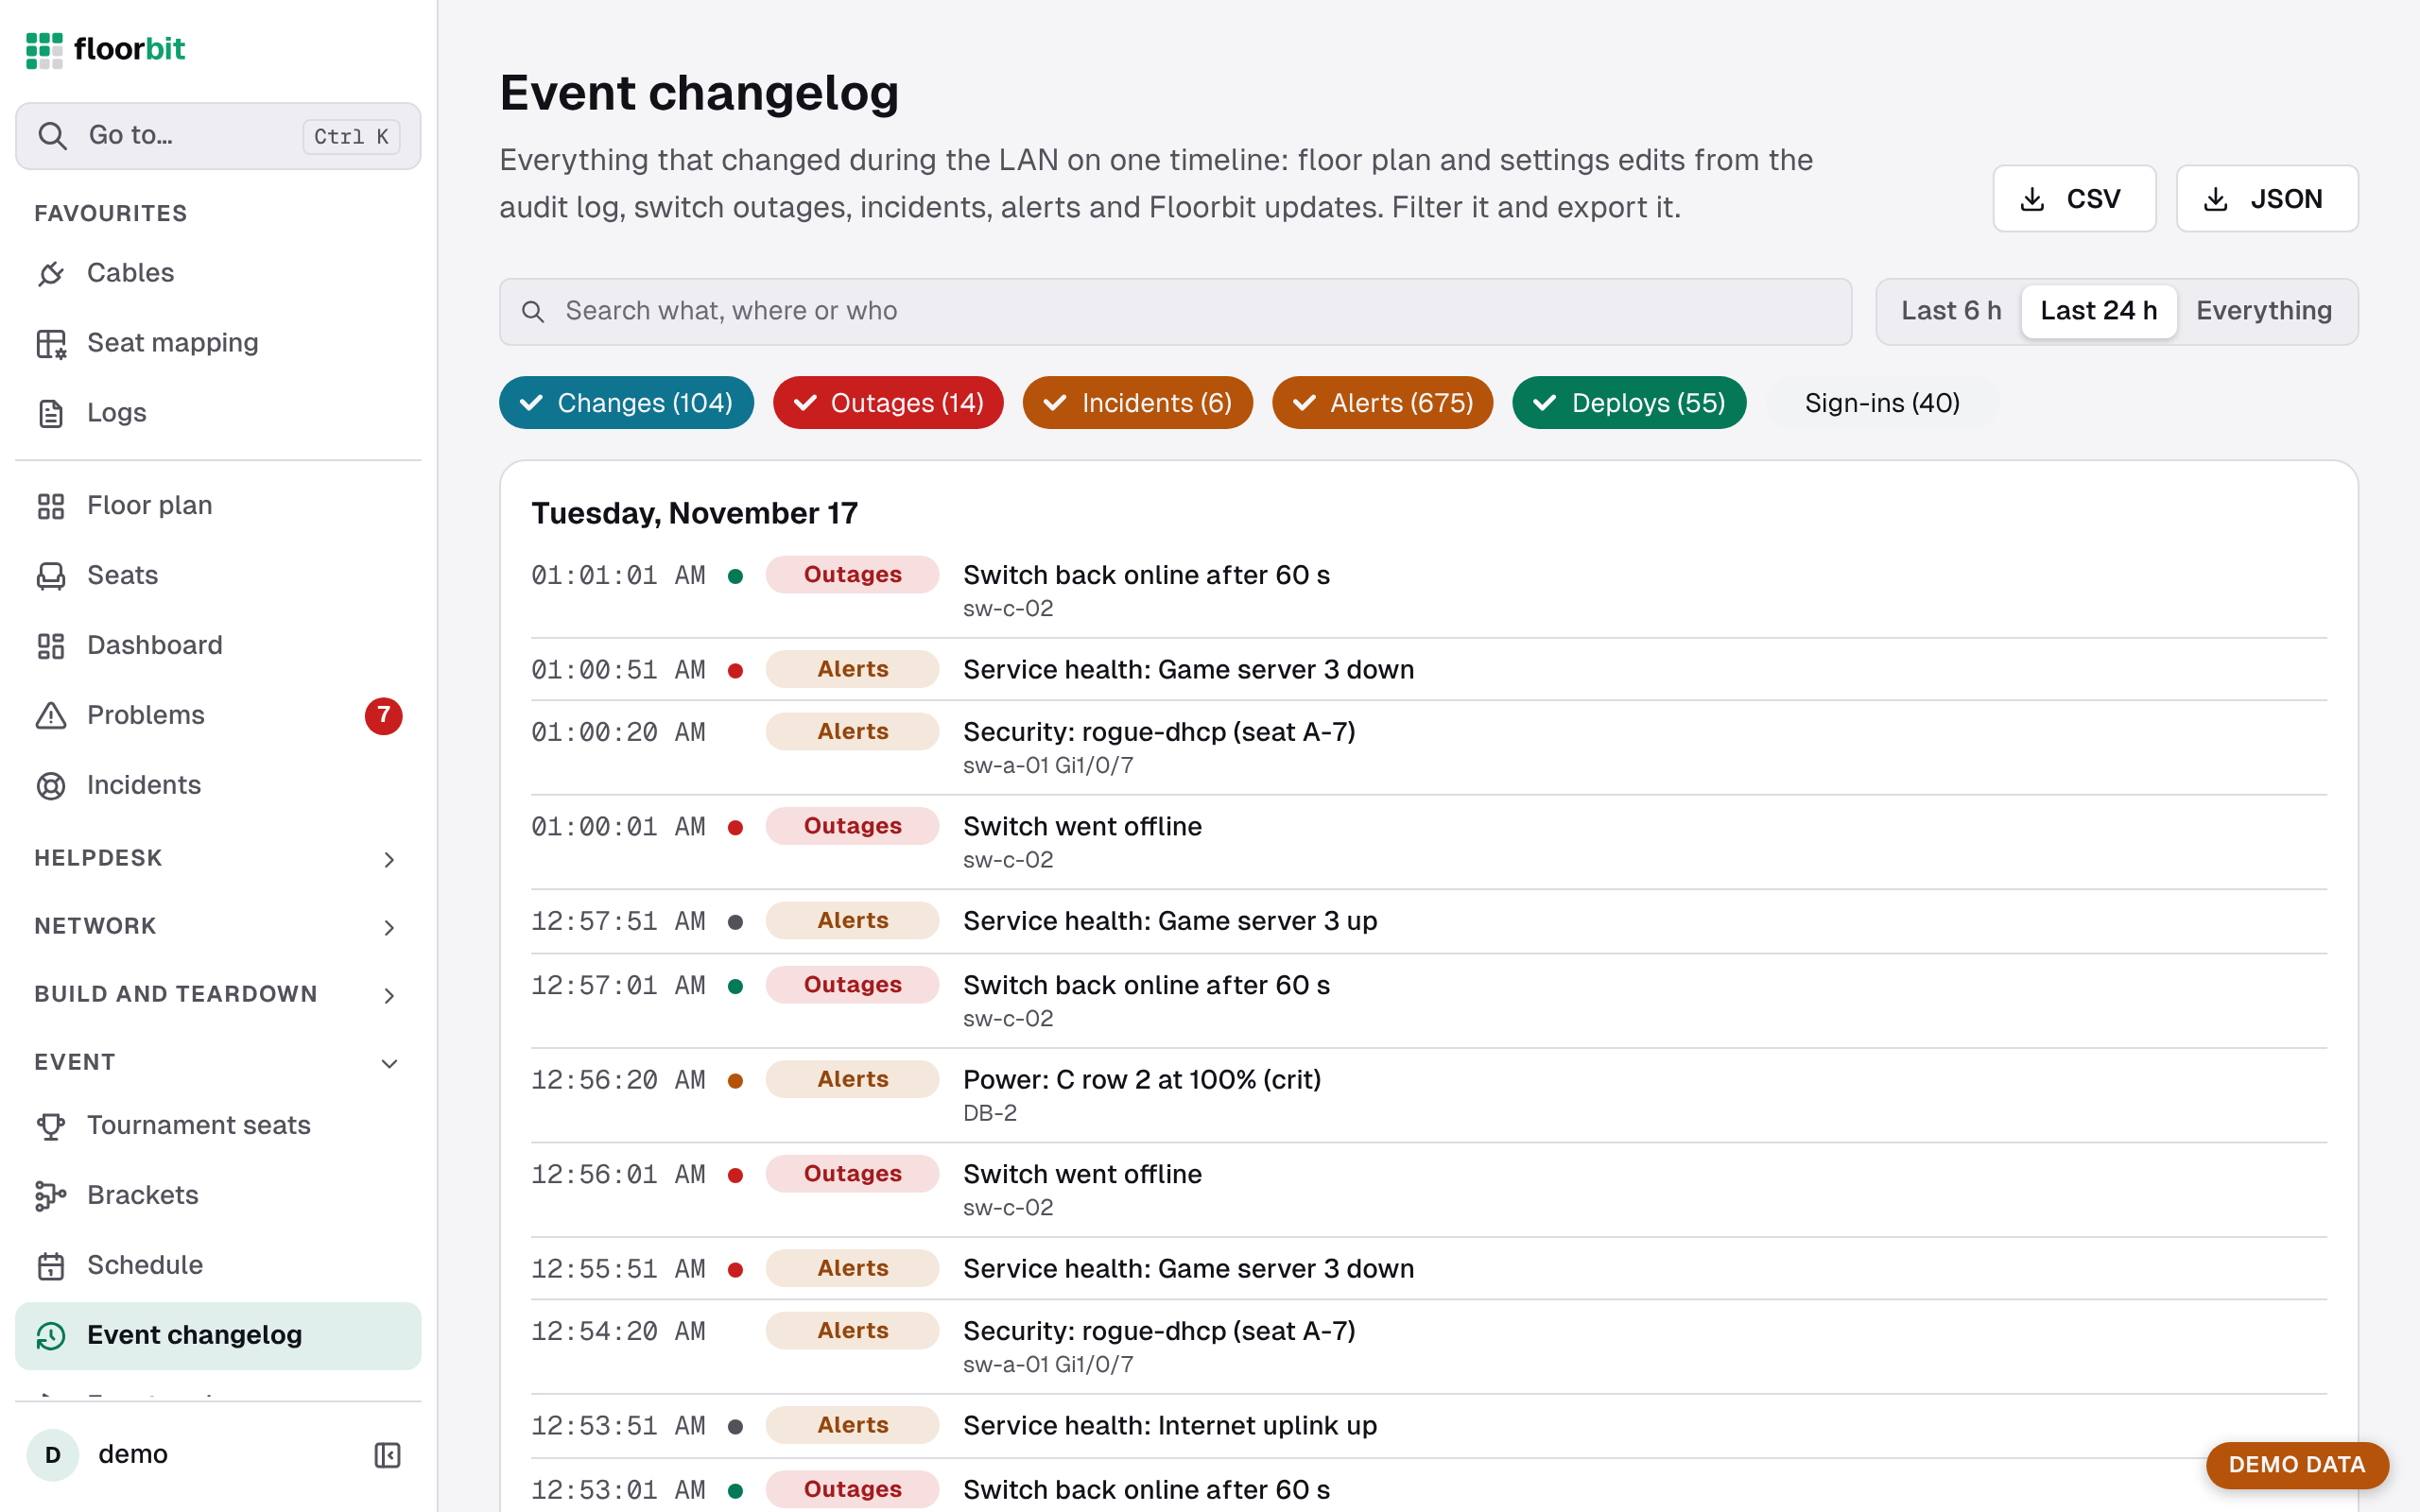 floorbit
Go to...
Ctrl K
FAVOURITES
Cables
Seat mapping
Logs
Floor plan
Seats
Dashboard
Problems
7
Incidents
HELPDESK
NETWORK
BUILD AND TEARDOWN
EVENT
Tournament seats
Brackets
Schedule
Event changelog
D
demo
Event changelog
Everything that changed during the LAN on one timeline: floor plan and settings edits from the
audit log, switch outages, incidents, alerts and Floorbit updates. Filter it and export it.
CSV
JSON
Search what, where or who
Last 6 h
Last 24 h
Everything
Changes (104)
Outages (14)
Incidents (6)
Alerts (675)
Deploys (55)
Sign-ins (40)
Tuesday, November 17
01:01:01 AM Outages Switch back online after 60 s
sw-c-02
01:00:51 AM Alerts Service health: Game server 3 down
01:00:20 AM Alerts Security: rogue-dhcp (seat A-7)
sw-a-01 Gi1/0/7
01:00:01 AM Outages Switch went offline
sw-c-02
12:57:51 AM Alerts Service health: Game server 3 up
12:57:01 AM Outages Switch back online after 60 s
sw-c-02
12:56:20 AM Alerts Power: C row 2 at 100% (crit)
DB-2
12:56:01 AM Outages Switch went offline
sw-c-02
12:55:51 AM Alerts Service health: Game server 3 down
12:54:20 AM Alerts Security: rogue-dhcp (seat A-7)
sw-a-01 Gi1/0/7
12:53:51 AM Alerts Service health: Internet uplink up
12:53:01 AM Outages Switch back online after 60 s
DEMO DATA